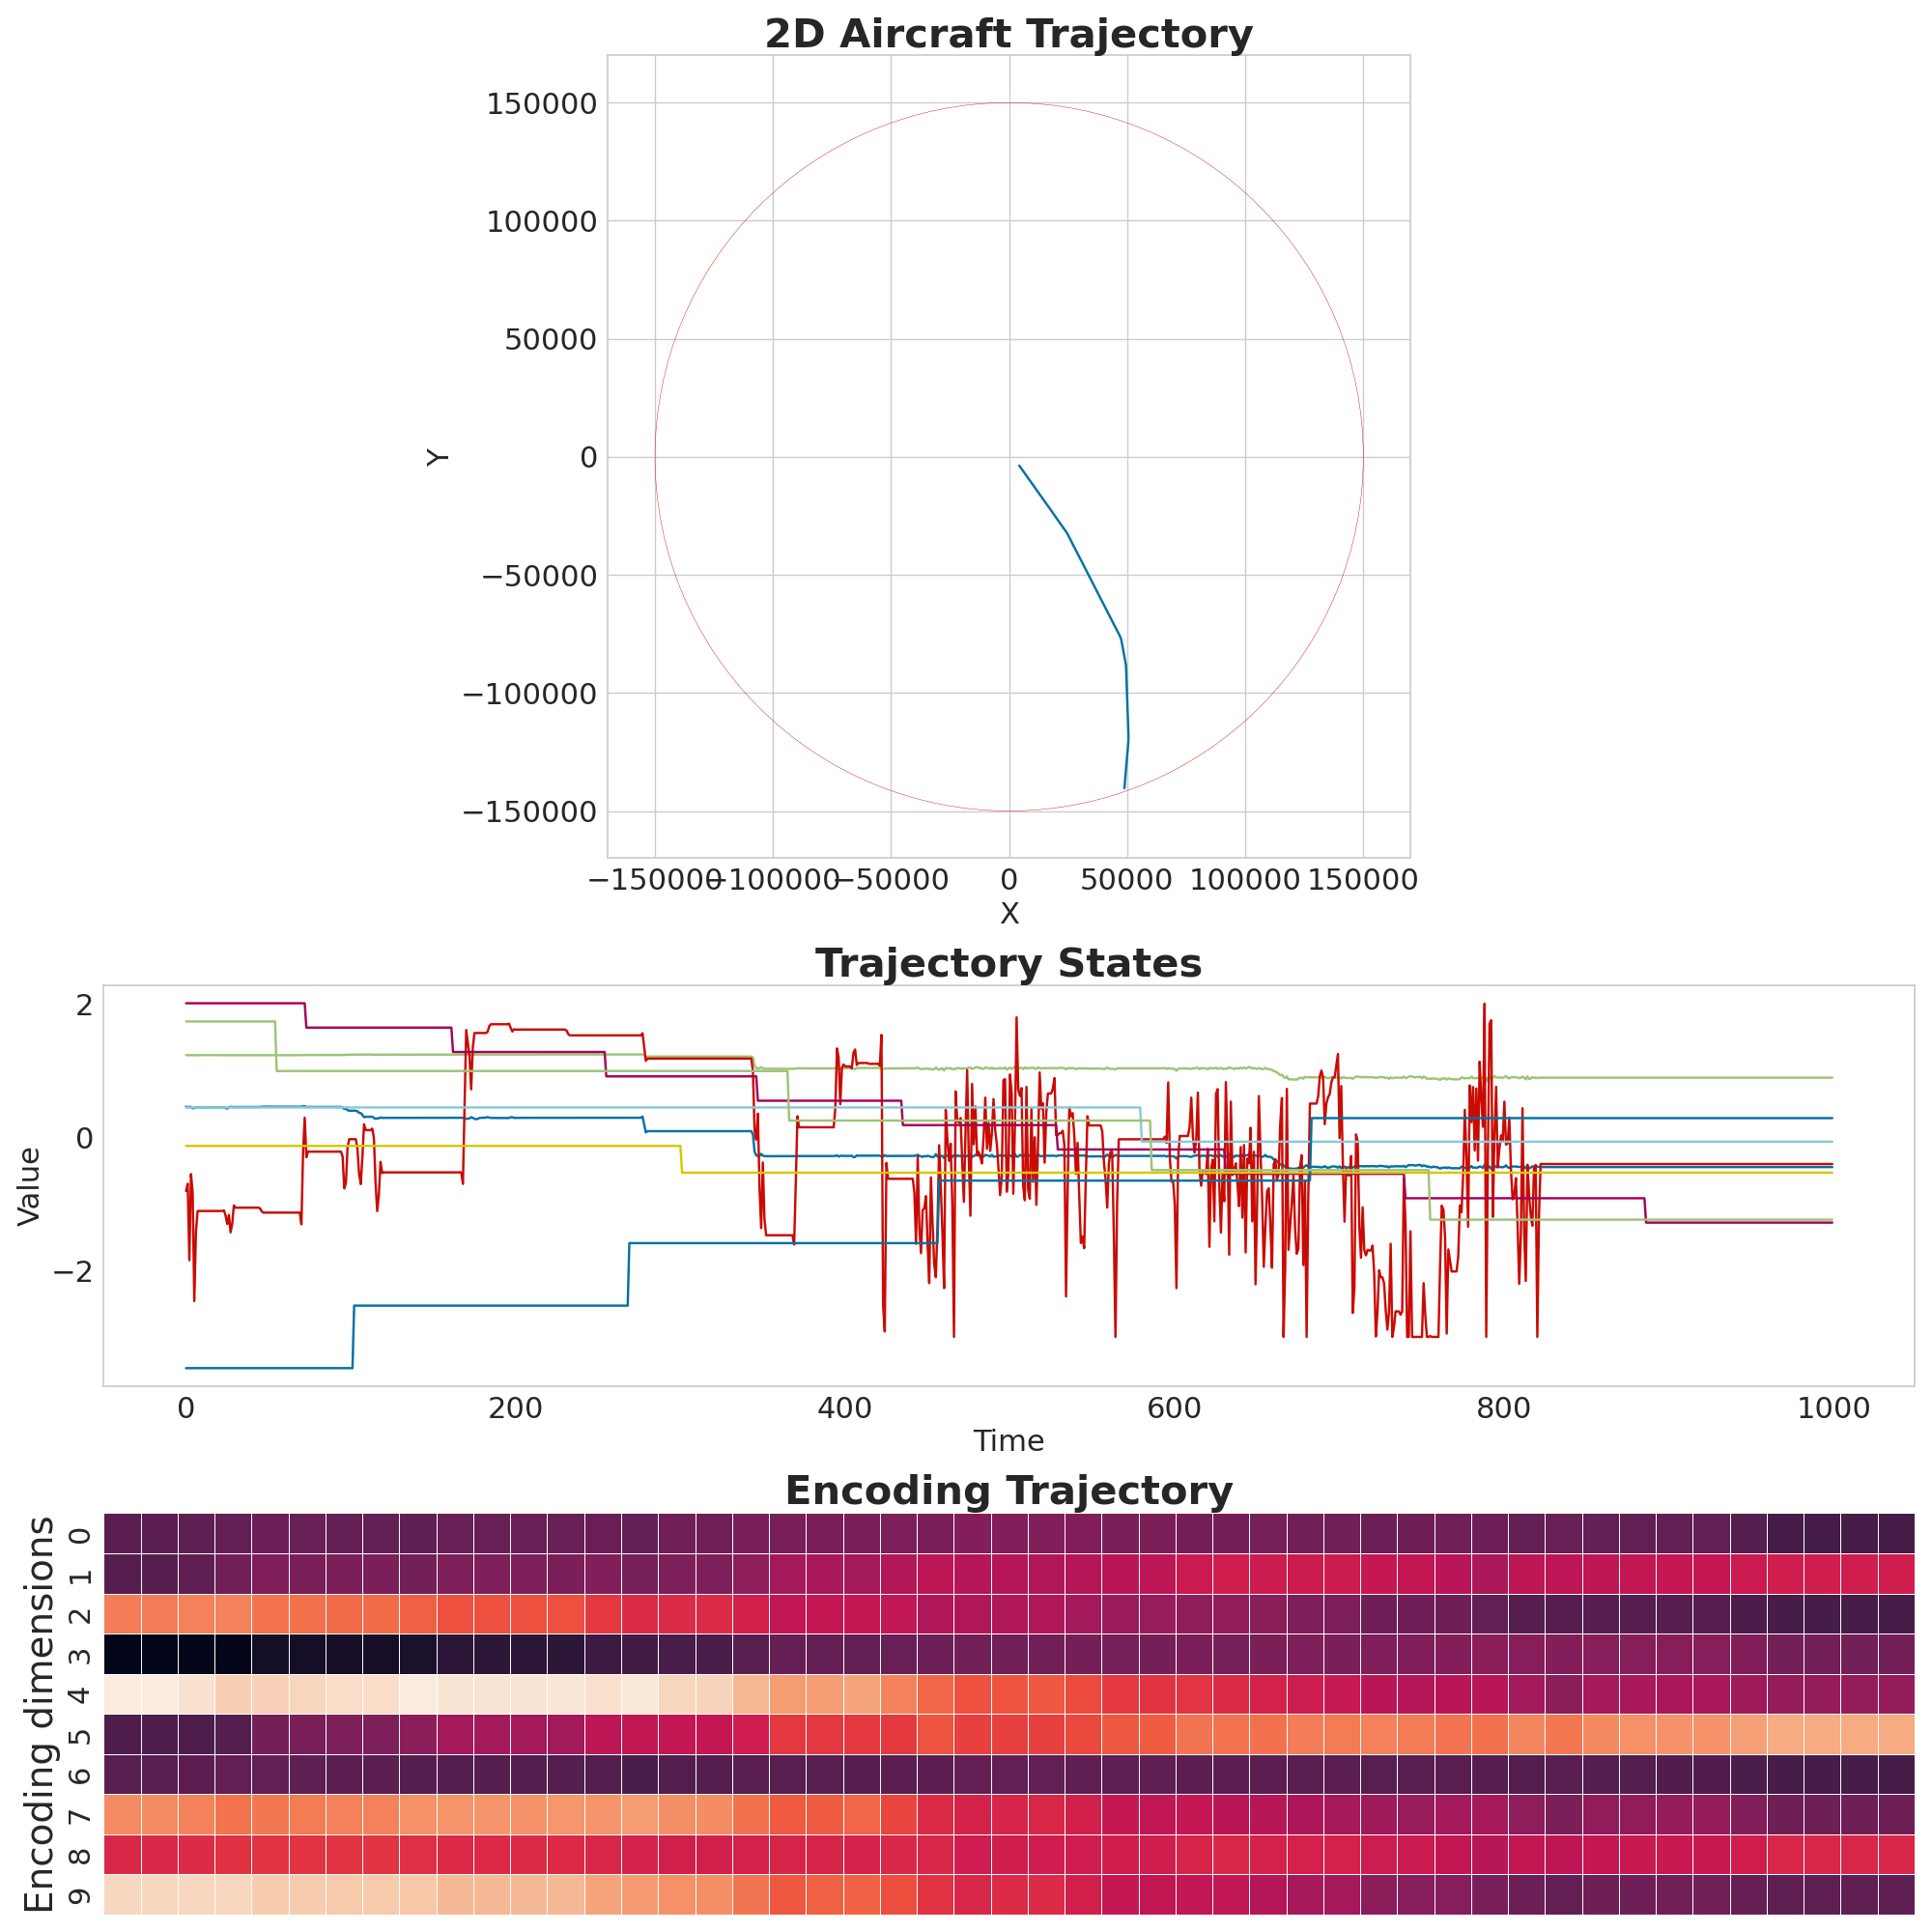 2D Aircraft Trajectory
150000
100000
50000
0
−50000
−100000
−150000
Y
−150000 −100000 −50000 0 50000 100000 150000
X
Trajectory States
2
0
−2
Value
0 200 400 600 800 1000
Time
Encoding Trajectory
Encoding dimensions
0
1
2
3
4
5
6
7
8
9